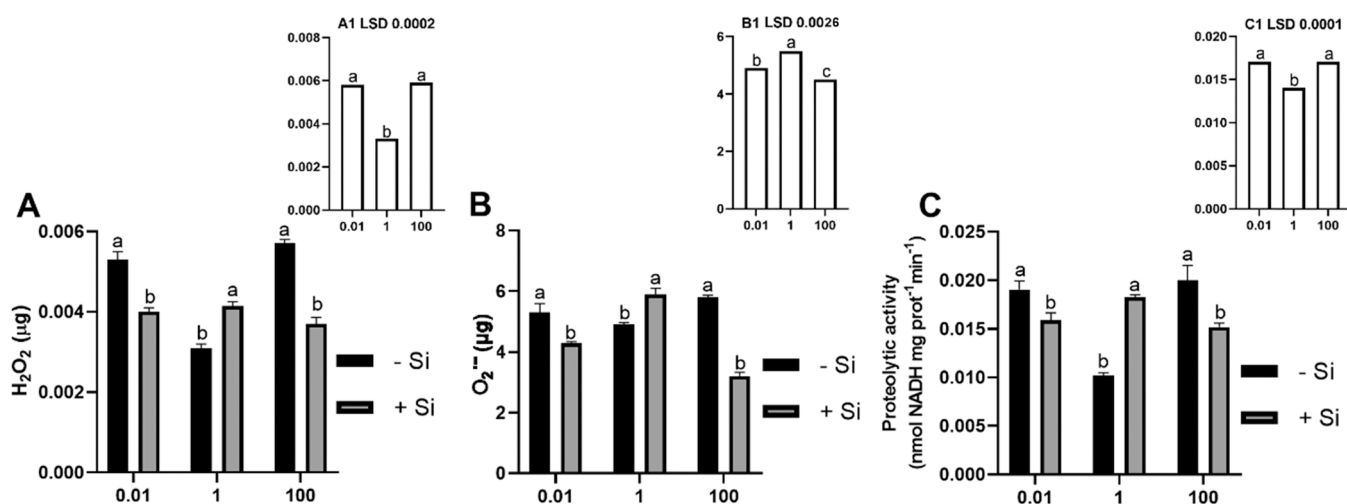 A1 LSD 0.0002
0.008
0.006
0.004
0.002
0.000
a
b
a
0.01
1
100
B1 LSD 0.0026
6
4
2
0
b
a
c
0.01
1
100
C1 LSD 0.0001
0.020
0.015
0.010
0.005
0.000
a
b
a
0.01
1
100
A
H₂O₂ (µg)
0.006
0.004
0.002
0.000
a
b
b
a
a
b
0.01
1
100
- Si
+ Si
B
O₂•− (µg)
8
6
4
2
0
a
b
b
a
a
b
0.01
1
100
- Si
+ Si
C
Proteolytic activity
(nmol NADH mg prot⁻¹min⁻¹)
0.025
0.020
0.015
0.010
0.005
0.000
a
b
b
a
a
b
0.01
1
100
- Si
+ Si